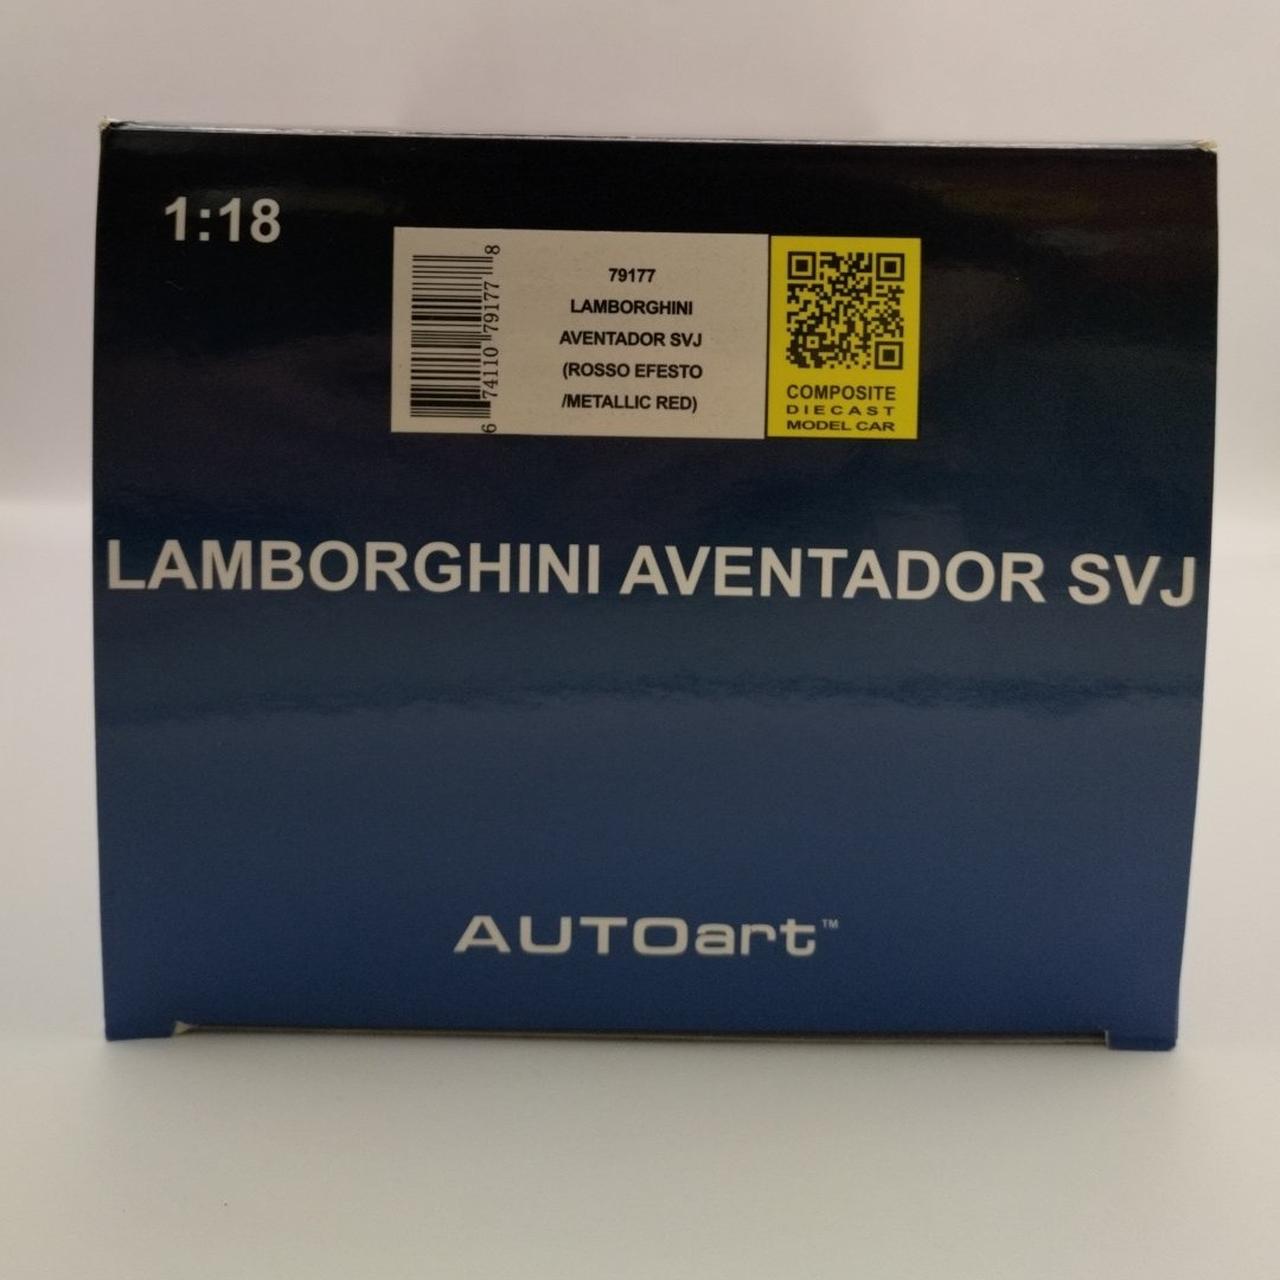 1:18
6 74110 79177 8
79177
LAMBORGHINI
AVENTADOR SVJ
(ROSSO EFESTO
/METALLIC RED)
COMPOSITE
DIECAST
MODEL CAR
LAMBORGHINI AVENTADOR SVJ
AUTOart™